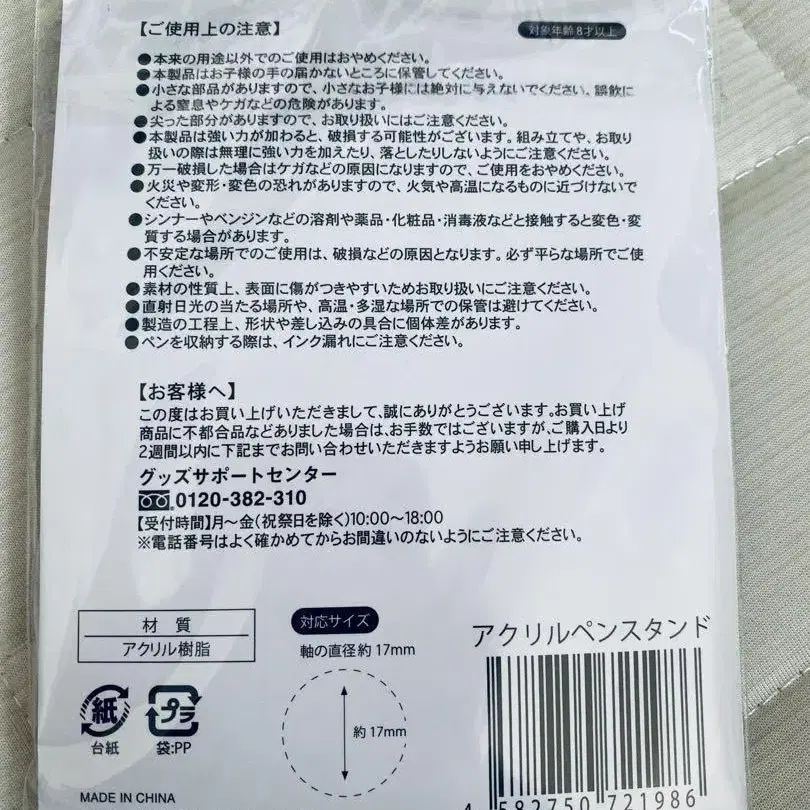 【ご使用上の注意】
対象年齢8才以上
●本来の用途以外でのご使用はおやめください。
●本製品はお子様の手の届かないところに保管してください。
●小さな部品がありますので、小さなお子様には絶対に与えないでください。誤飲に
よる窒息やケガなどの危険があります。
●尖った部分がありますので、お取り扱いにはご注意ください。
●本製品は強い力が加わると、破損する可能性がございます。組み立てや、お取り
扱いの際は無理に強い力を加えたり、落としたりしないようにご注意ください。
●万一破損した場合はケガなどの原因になりますので、ご使用をおやめください。
●火災や変形・変色の恐れがありますので、火気や高温になるものに近づけないで
ください。
●シンナーやベンジンなどの溶剤や薬品・化粧品・消毒液などと接触すると変色・変
質する場合があります。
●不安定な場所でのご使用は、破損などの原因となります。必ず平らな場所でご使
用ください。
●素材の性質上、表面に傷がつきやすいためお取り扱いにご注意ください。
●直射日光の当たる場所や、高温・多湿な場所での保管は避けてください。
●製造の工程上、形状や差し込みの具合に個体差があります。
●ペンを収納する際は、インク漏れにご注意ください。
【お客様へ】
この度はお買い上げいただきまして、誠にありがとうございます。お買い上げ
商品に不都合品などありました場合は、お手数ではございますが、ご購入日より
2週間以内に下記までお問い合わせいただきますようお願い申し上げます。
グッズサポートセンター
0120-382-310
【受付時間】月〜金(祝祭日を除く)10:00〜18:00
※電話番号はよく確かめてからお間違いのないようにご注意ください。
材 質
アクリル樹脂
対応サイズ
軸の直径 約17mm
約17mm
アクリルペンスタンド
紙
台紙
プラ
袋:PP
MADE IN CHINA
4 582750 721986